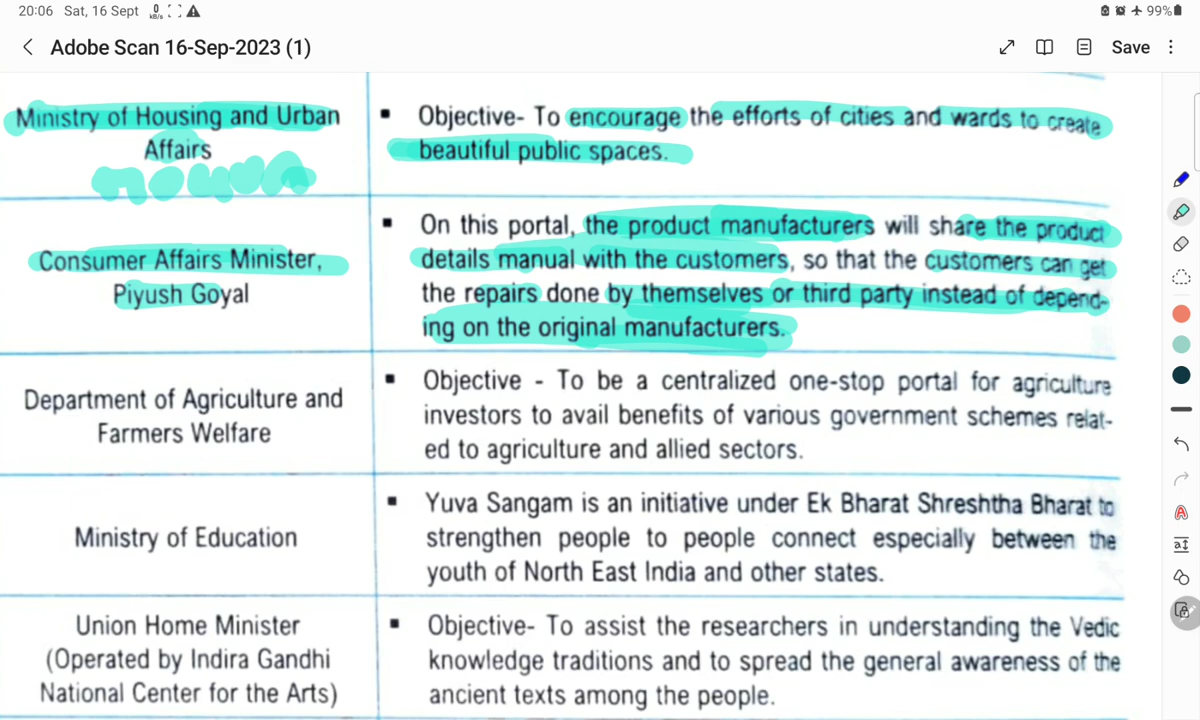 20:06 Sat, 16 Sept 0 kB/s 99%
Adobe Scan 16-Sep-2023 (1)
Save
Ministry of Housing and Urban
Affairs
MOHUA
▪ Objective- To encourage the efforts of cities and wards to create
beautiful public spaces.
Consumer Affairs Minister,
Piyush Goyal
▪ On this portal, the product manufacturers will share the product
details manual with the customers, so that the customers can get
the repairs done by themselves or third party instead of depend-
ing on the original manufacturers.
Department of Agriculture and
Farmers Welfare
▪ Objective - To be a centralized one-stop portal for agriculture
investors to avail benefits of various government schemes relat-
ed to agriculture and allied sectors.
Ministry of Education
▪ Yuva Sangam is an initiative under Ek Bharat Shreshtha Bharat to
strengthen people to people connect especially between the
youth of North East India and other states.
Union Home Minister
(Operated by Indira Gandhi
National Center for the Arts)
▪ Objective- To assist the researchers in understanding the Vedic
knowledge traditions and to spread the general awareness of the
ancient texts among the people.